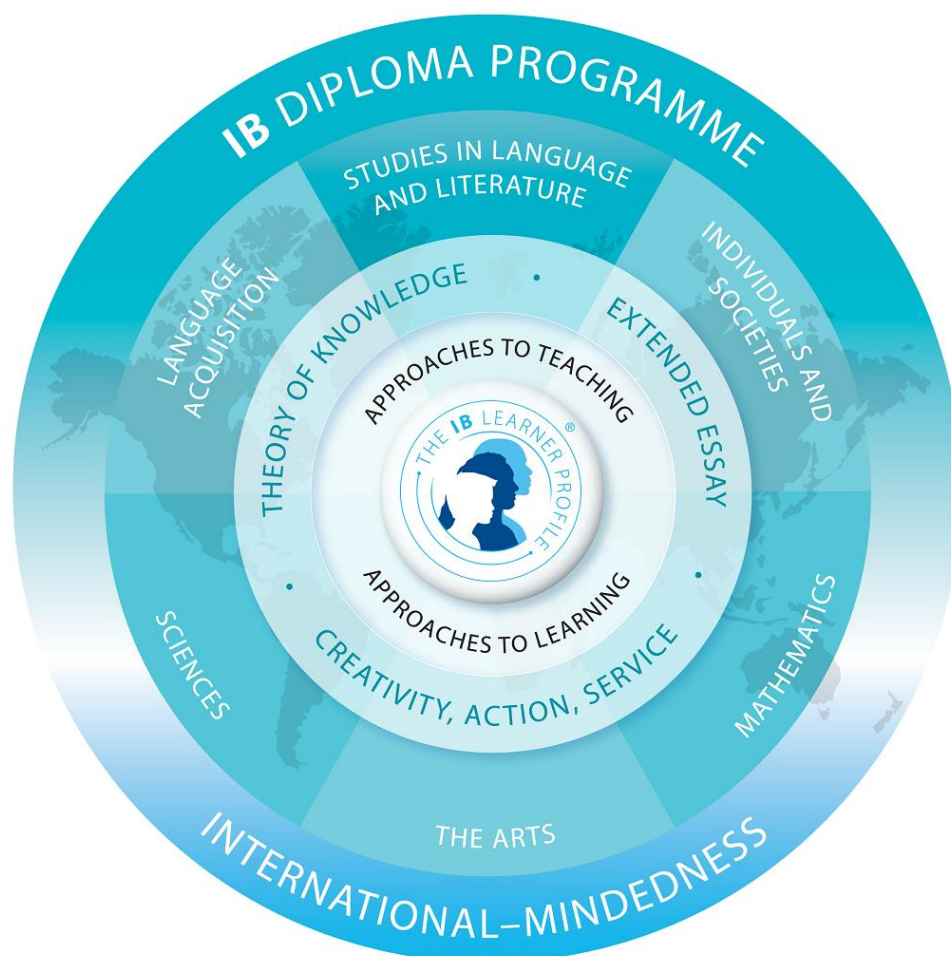 IB DIPLOMA PROGRAMME
STUDIES IN LANGUAGE
AND LITERATURE
LANGUAGE
ACQUISITION
INDIVIDUALS AND
SOCIETIES
THEORY OF KNOWLEDGE
·
EXTENDED ESSAY
APPROACHES TO TEACHING
• THE IB LEARNER PROFILE • ®
APPROACHES TO LEARNING
·
CREATIVITY, ACTION, SERVICE
·
SCIENCES
MATHEMATICS
THE ARTS
INTERNATIONAL–MINDEDNESS